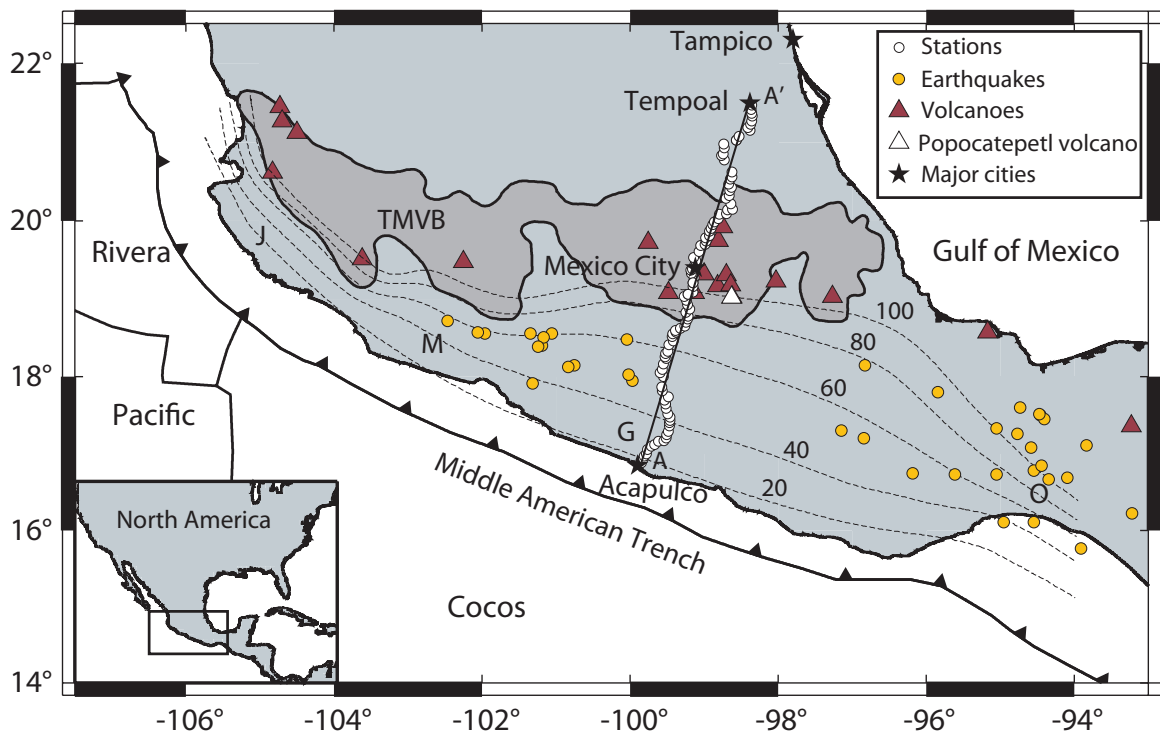 Tampico
Stations
Earthquakes
Volcanoes
Popocatepetl volcano
Major cities
22°
Tempoal
A'
20°
TMVB
Rivera
J
Mexico City
Gulf of Mexico
100
M
80
18°
60
Pacific
G
40
A
Acapulco
20
O
Middle American Trench
16°
North America
Cocos
14°
-106°
-104°
-102°
-100°
-98°
-96°
-94°